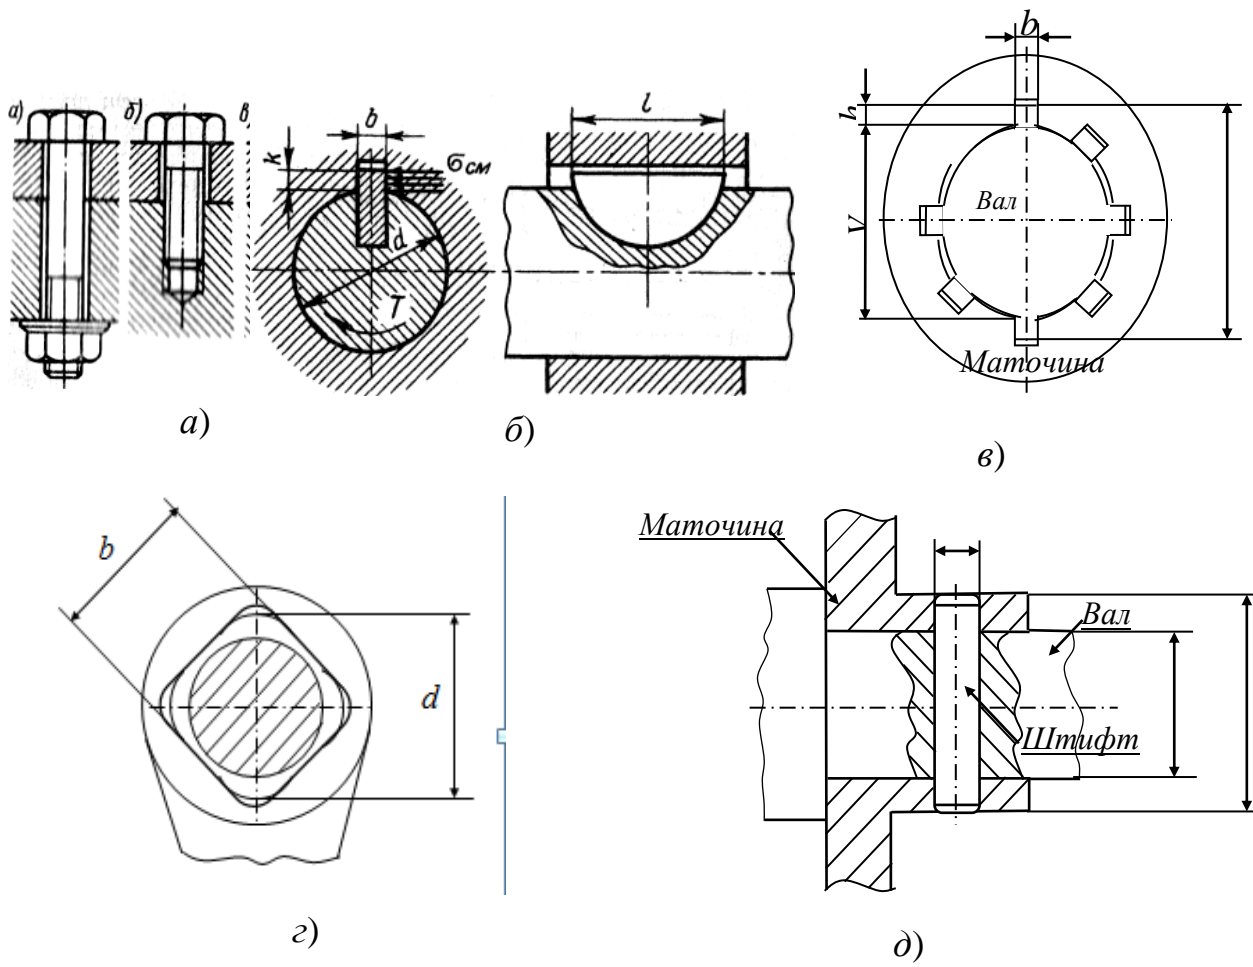 а)
б)
в)
b
k
σсм
d
T
l
b
h
Вал
Маточина
а)
б)
в)
b
d
г)
Маточина
Вал
Штифт
д)